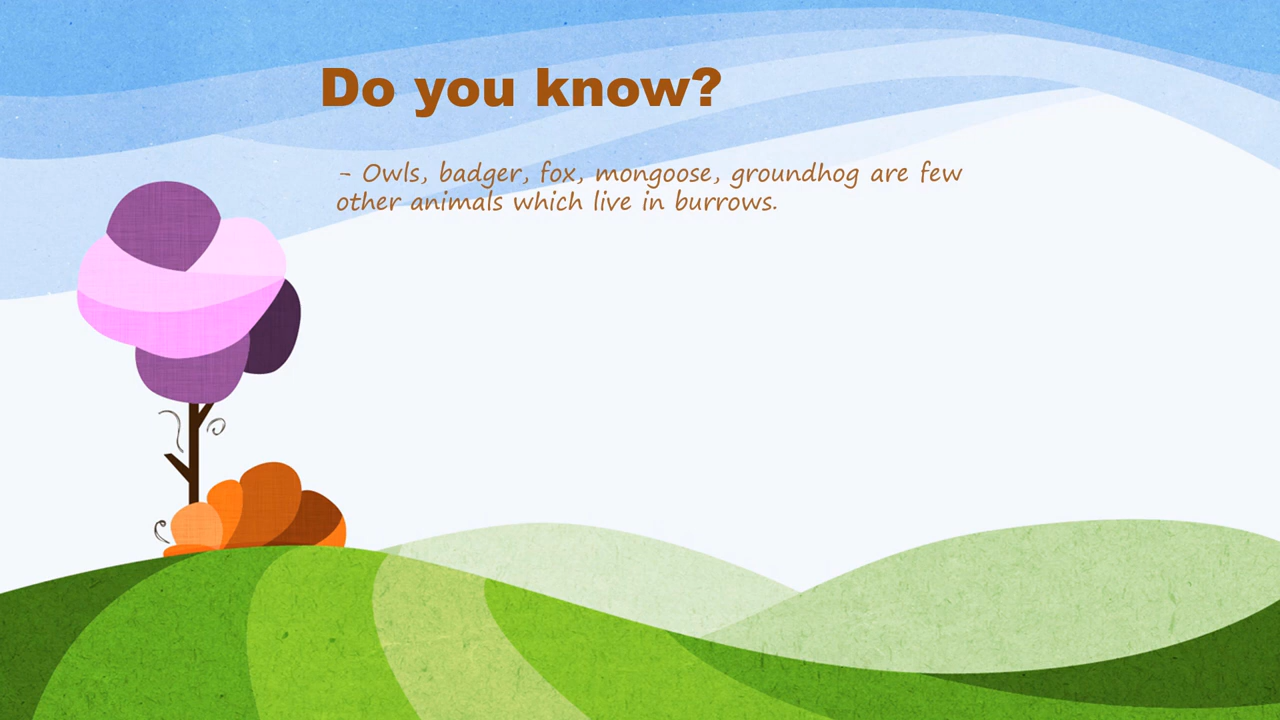 Do you know?
- Owls, badger, fox, mongoose, groundhog are few
other animals which live in burrows.